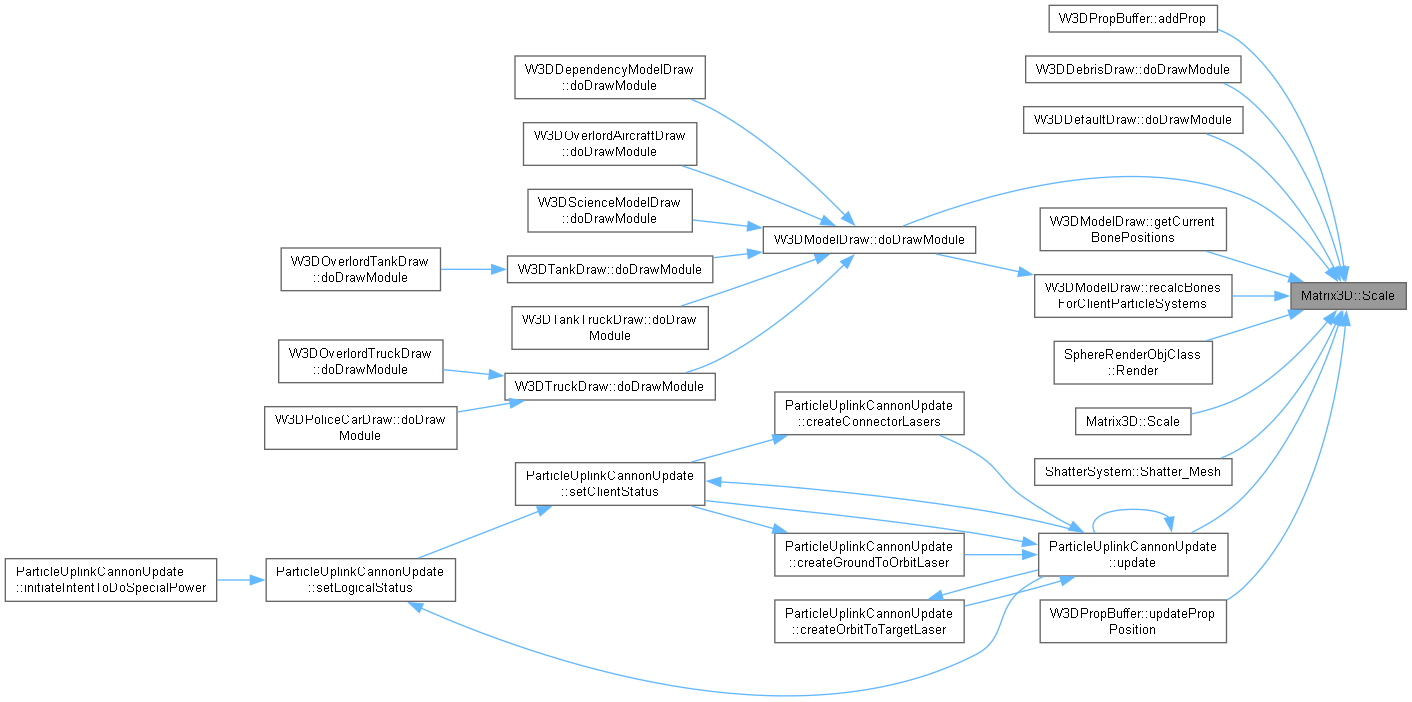 W3DPropBuffer::addProp
W3DDependencyModelDraw
::doDrawModule
W3DDebrisDraw::doDrawModule
W3DOverlordAircraftDraw
::doDrawModule
W3DDefaultDraw::doDrawModule
W3DScienceModelDraw
::doDrawModule
W3DModelDraw::getCurrent
BonePositions
W3DModelDraw::doDrawModule
W3DOverlordTankDraw
::doDrawModule
W3DTankDraw::doDrawModule
W3DModelDraw::recalcBones
ForClientParticleSystems
Matrix3D::Scale
W3DTankTruckDraw::doDraw
Module
SphereRenderObjClass
::Render
W3DOverlordTruckDraw
::doDrawModule
W3DTruckDraw::doDrawModule
W3DPoliceCarDraw::doDraw
Module
ParticleUplinkCannonUpdate
::createConnectorLasers
Matrix3D::Scale
ParticleUplinkCannonUpdate
::setClientStatus
ShatterSystem::Shatter_Mesh
ParticleUplinkCannonUpdate
::createGroundToOrbitLaser
ParticleUplinkCannonUpdate
::update
ParticleUplinkCannonUpdate
::initiateIntentToDoSpecialPower
ParticleUplinkCannonUpdate
::setLogicalStatus
ParticleUplinkCannonUpdate
::createOrbitToTargetLaser
W3DPropBuffer::updateProp
Position